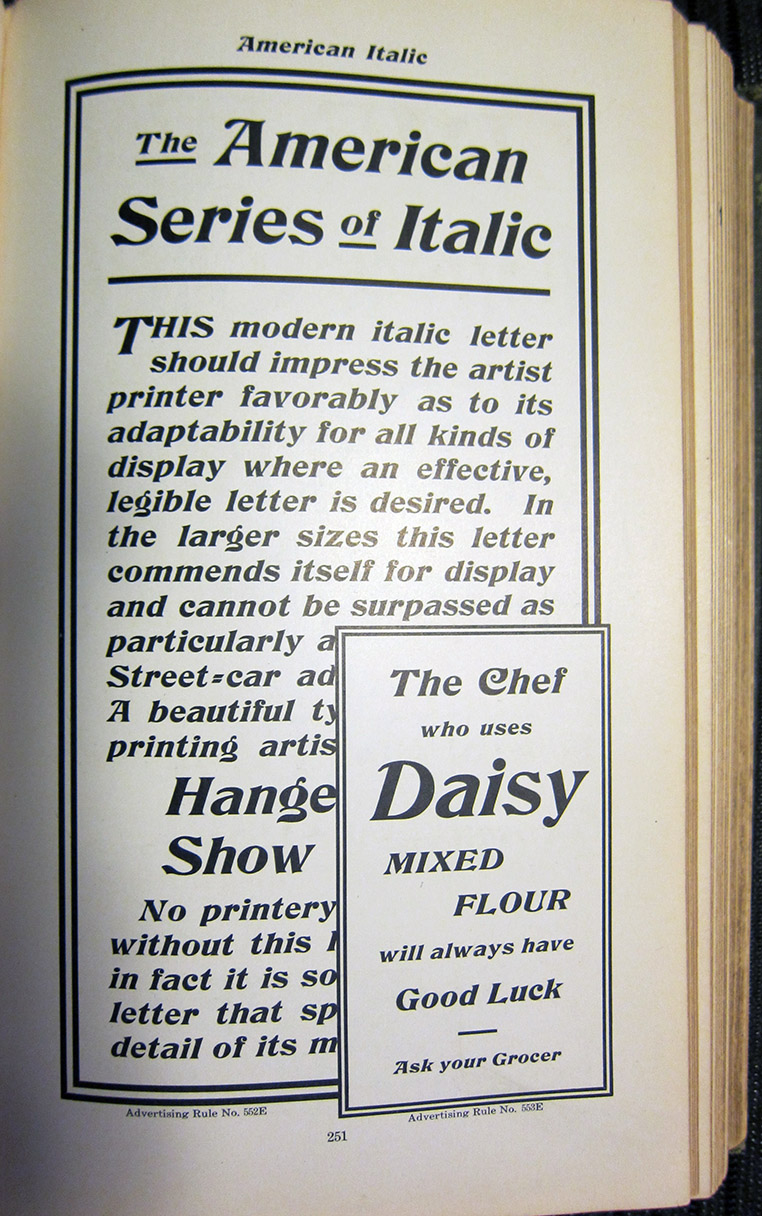 American Italic
The American
Series of Italic
THIS modern italic letter
should impress the artist
printer favorably as to its
adaptability for all kinds of
display where an effective,
legible letter is desired. In
the larger sizes this letter
commends itself for display
and cannot be surpassed as
particularly a
Street=car ad
A beautiful ty
printing artis
Hange
Show
No printery
without this l
in fact it is so
letter that sp
detail of its m
The Chef
who uses
Daisy
MIXED
FLOUR
will always have
Good Luck
Ask your Grocer
Advertising Rule No. 552E
Advertising Rule No. 553E
251